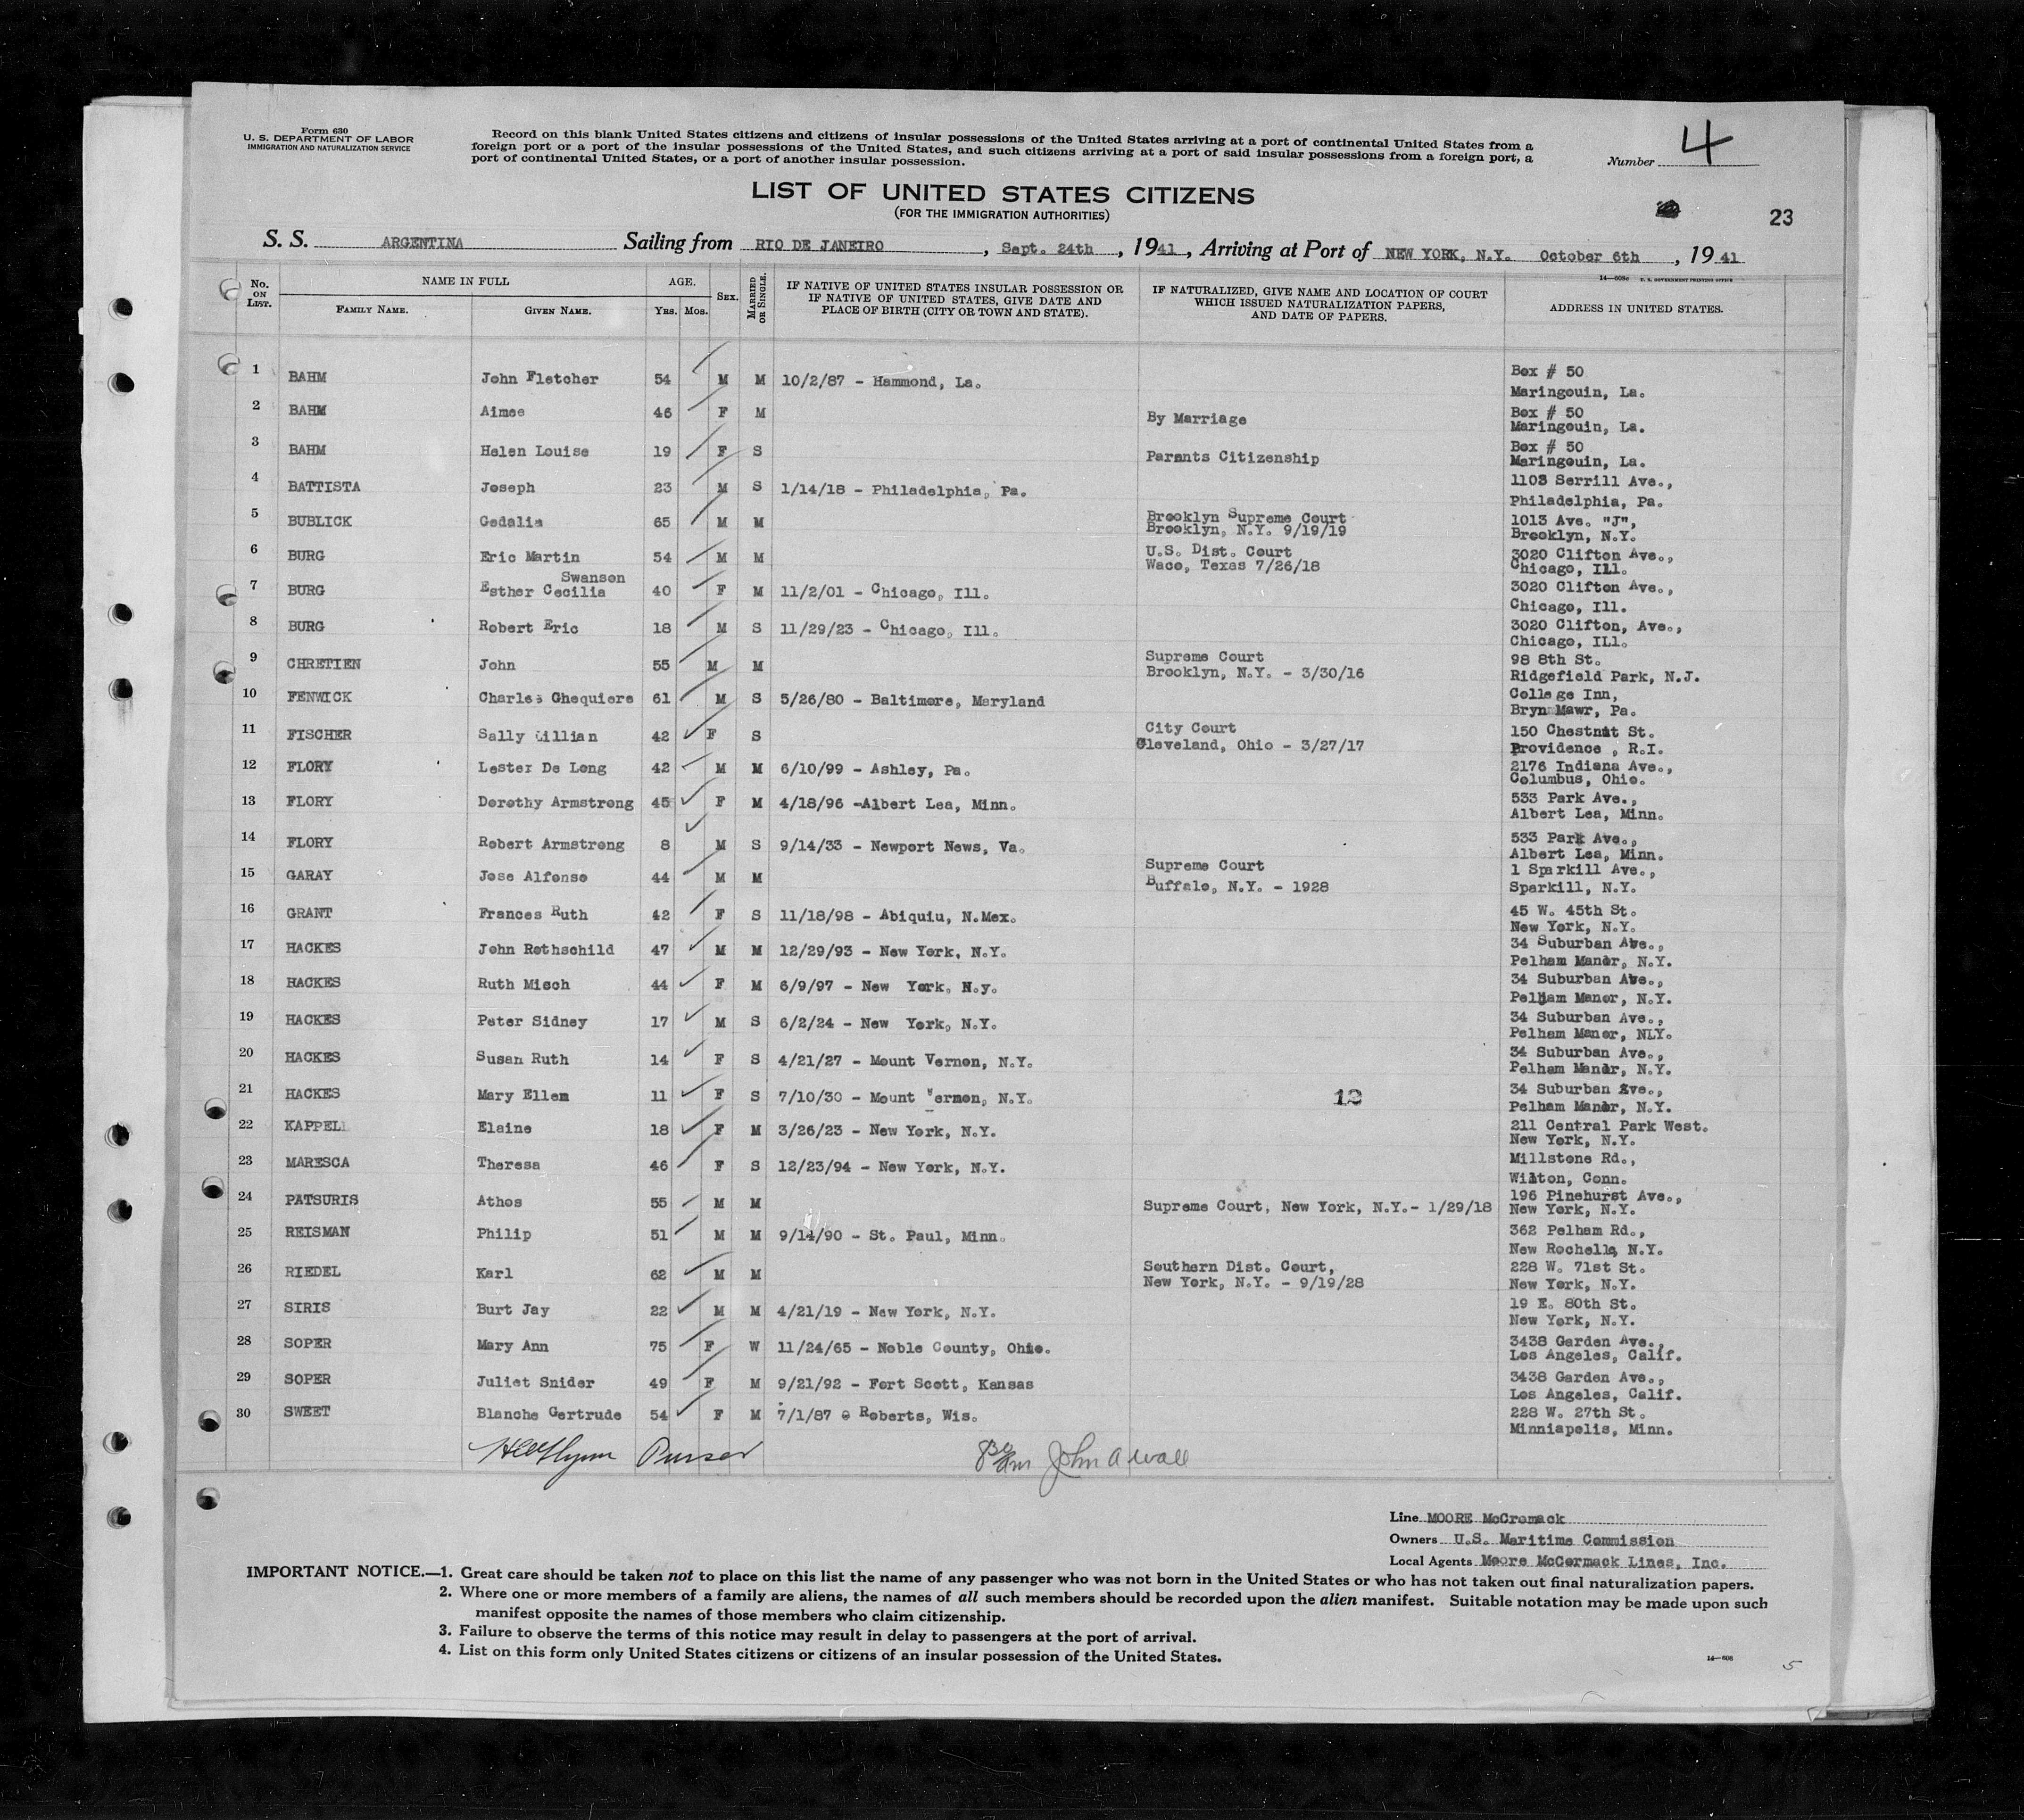 Form 630
U. S. DEPARTMENT OF LABOR
IMMIGRATION AND NATURALIZATION SERVICE
Record on this blank United States citizens and citizens of insular possessions of the United States arriving at a port of continental United States from a
foreign port or a port of the insular possessions of the United States, and such citizens arriving at a port of said insular possessions from a foreign port, a
port of continental United States, or a port of another insular possession.
Number 4
LIST OF UNITED STATES CITIZENS
(FOR THE IMMIGRATION AUTHORITIES)
23
S. S. ARGENTINA Sailing from RIO DE JANEIRO, Sept. 24th, 1941, Arriving at Port of NEW YORK, N.Y. October 6th, 1941
14—608c U. S. GOVERNMENT PRINTING OFFICE
No. ON LIST. NAME IN FULL FAMILY NAME. GIVEN NAME. AGE. YRS. MOS. SEX. MARRIED OR SINGLE. IF NATIVE OF UNITED STATES INSULAR POSSESSION OR IF NATIVE OF UNITED STATES, GIVE DATE AND PLACE OF BIRTH (CITY OR TOWN AND STATE). IF NATURALIZED, GIVE NAME AND LOCATION OF COURT WHICH ISSUED NATURALIZATION PAPERS, AND DATE OF PAPERS. ADDRESS IN UNITED STATES.
1 BAHM John Fletcher 54 M M 10/2/87 - Hammond, La. Box # 50
Maringouin, La.
2 BAHM Aimee 46 F M By Marriage Box # 50
Maringouin, La.
3 BAHM Helen Louise 19 F S Parants Citizenship Box # 50
Maringouin, La.
4 BATTISTA Joseph 23 M S 1/14/18 - Philadelphia, Pa. 1103 Serrill Ave.,
Philadelphia, Pa.
5 BUBLICK Gedalia 65 M M Brooklyn Supreme Court 1013 Ave. "J",
Brooklyn, N.Y. 9/19/19 Brooklyn, N.Y.
6 BURG Eric Martin 54 M M U.S. Dist. Court 3020 Clifton Ave.,
Waco, Texas 7/26/18 Chicago, Ill.
Swanson
7 BURG Esther Cecilia 40 F M 11/2/01 - Chicago, Ill. 3020 Clifton Ave.,
Chicago, Ill.
8 BURG Robert Eric 18 M S 11/29/23 - Chicago, Ill. 3020 Clifton, Ave.,
Chicago, ILl.
9 CHRETIEN John 55 M M Supreme Court 98 8th St.
Brooklyn, N.Y. - 3/30/16 Ridgefield Park, N.J.
10 FENWICK Charles Ghequiere 61 M S 5/26/80 - Baltimore, Maryland College Inn,
Bryn Mawr, Pa.
11 FISCHER Sally Lillian 42 F S City Court 150 Chestnut St.
Cleveland, Ohio - 3/27/17 Providence , R.I.
12 FLORY Lester De Long 42 M M 6/10/99 - Ashley, Pa. 2176 Indiana Ave.,
Columbus, Ohio.
13 FLORY Dorothy Armstrong 45 F M 4/18/96 -Albert Lea, Minn. 533 Park Ave.,
Albert Lea, Minn.
14 FLORY Robert Armstrong 8 M S 9/14/33 - Newport News, Va. 533 Park Ave.,
Albert Lea, Minn.
15 GARAY Jose Alfonso 44 M M Supreme Court 1 Sparkill Ave.,
Buffalo, N.Y. - 1928 Sparkill, N.Y.
16 GRANT Frances Ruth 42 F S 11/18/98 - Abiquiu, N.Mex. 45 W. 45th St.
New York, N.Y.
17 HACKES John Rothschild 47 M M 12/29/93 - New York, N.Y. 34 Suburban Ave.,
Pelham Manor, N.Y.
18 HACKES Ruth Misch 44 F M 6/9/97 - New York, N.y. 34 Suburban Ave.,
Pelham Manor, N.Y.
19 HACKES Peter Sidney 17 M S 6/2/24 - New York, N.Y. 34 Suburban Ave.,
Pelham Manor, NLY.
20 HACKES Susan Ruth 14 F S 4/21/27 - Mount Vernon, N.Y. 34 Suburban Ave.,
Pelham Manor, N.Y.
21 HACKES Mary Ellen 11 F S 7/10/30 - Mount Vernon, N.Y. 12 34 Suburban Ave.,
Pelham Manor, N.Y.
22 KAPPEL Elaine 18 F M 3/26/23 - New York, N.Y. 211 Central Park West.
New York, N.Y.
23 MARESCA Theresa 46 F S 12/23/94 - New York, N.Y. Millstone Rd.,
Wilton, Conn.
24 PATSURIS Athos 55 M M Supreme Court, New York, N.Y.- 1/29/18 196 Pinehurst Ave.,
New York, N.Y.
25 REISMAN Philip 51 M M 9/14/90 - St. Paul, Minn. 362 Pelham Rd.,
New Rochelle, N.Y.
26 RIEDEL Karl 62 M M Southern Dist. Court, 228 W. 71st St.
New York, N.Y. - 9/19/28 New York, N.Y.
27 SIRIS Burt Jay 22 M M 4/21/19 - New York, N.Y. 19 E. 80th St.
New York, N.Y.
28 SOPER Mary Ann 75 F W 11/24/65 - Noble County, Ohio. 3438 Garden Ave.,
Los Angeles, Calif.
29 SOPER Juliet Snider 49 F M 9/21/92 - Fort Scott, Kansas 3438 Garden Ave.,
Los Angeles, Calif.
30 SWEET Blanche Gertrude 54 F M 7/1/87 - Roberts, Wis. 228 W. 27th St.
Minniapolis, Minn.
Purser John A Wall
Line MOORE McCromack
Owners U.S. Maritime Commission
Local Agents Moore McCormack Lines, Inc.
IMPORTANT NOTICE.—1. Great care should be taken not to place on this list the name of any passenger who was not born in the United States or who has not taken out final naturalization papers.
2. Where one or more members of a family are aliens, the names of all such members should be recorded upon the alien manifest. Suitable notation may be made upon such
manifest opposite the names of those members who claim citizenship.
3. Failure to observe the terms of this notice may result in delay to passengers at the port of arrival.
4. List on this form only United States citizens or citizens of an insular possession of the United States.
14—608
5